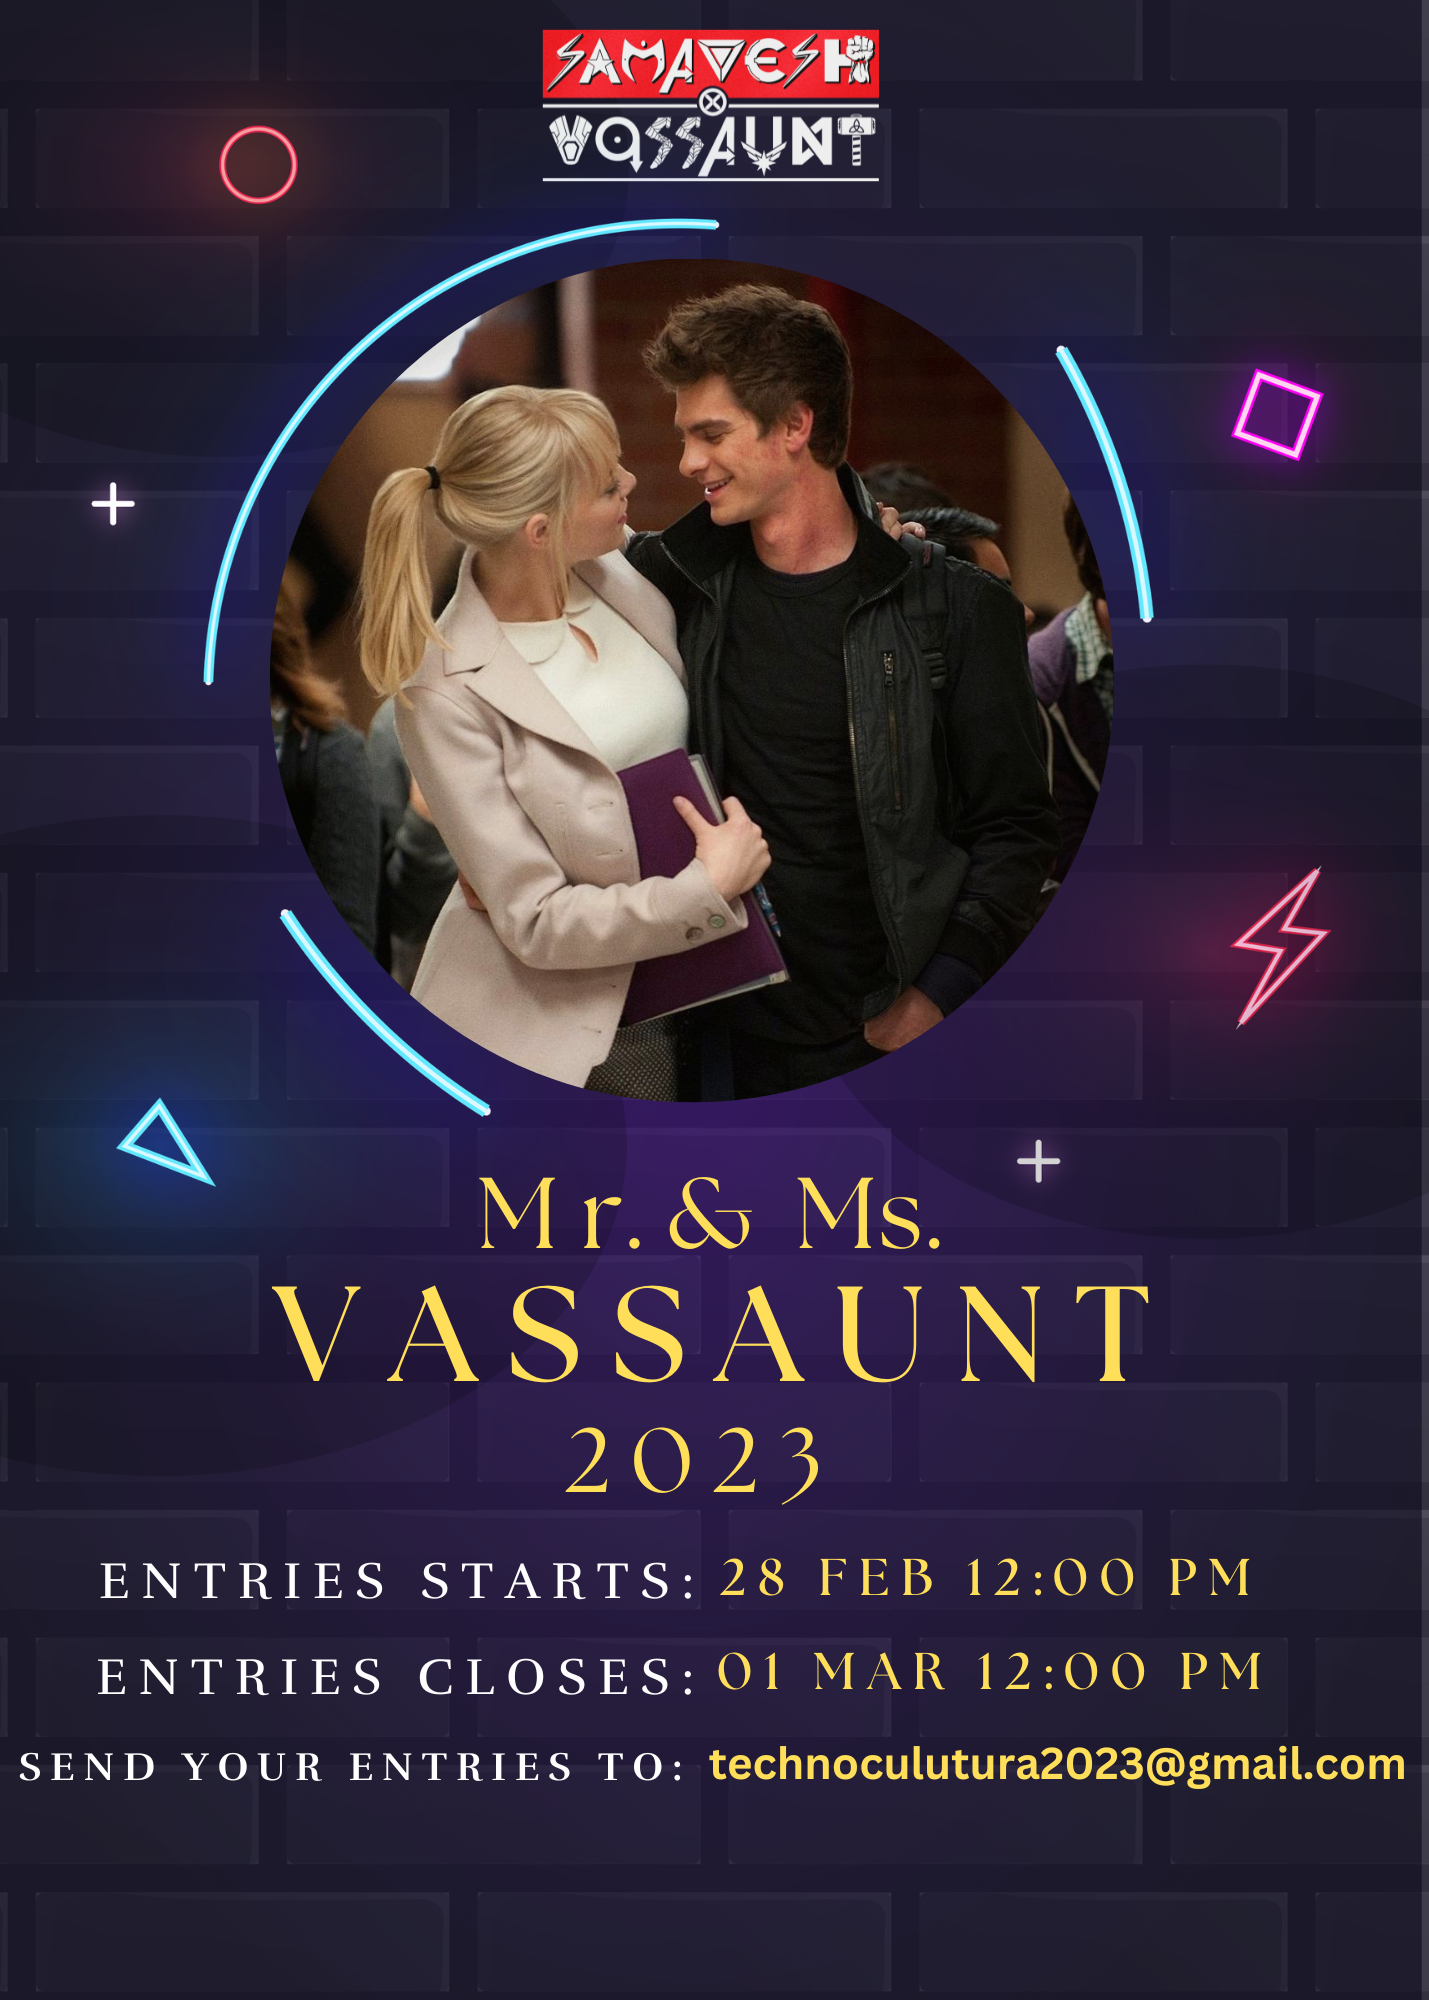 SAMAVESH
VASSAUNT
Mr. & Ms.
VASSAUNT
2023
ENTRIES STARTS: 28 FEB 12:00 PM
ENTRIES CLOSES: 01 MAR 12:00 PM
SEND YOUR ENTRIES TO: technoculutura2023@gmail.com